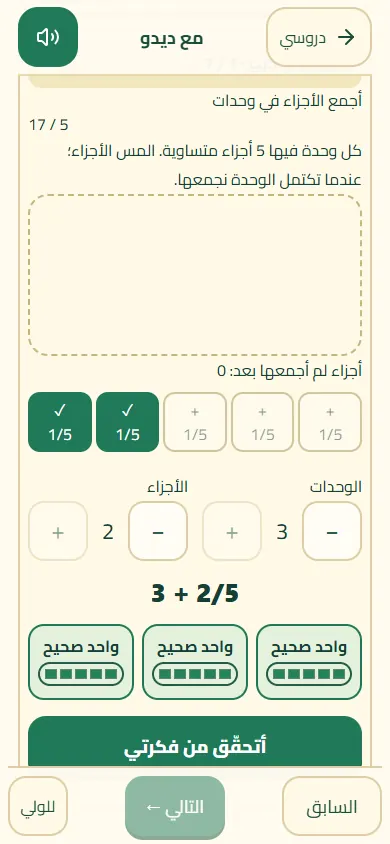 دروسي →
مع ديدو
أجمع الأجزاء في وحدات
17 / 5
كل وحدة فيها 5 أجزاء متساوية. المس الأجزاء؛
عندما تكتمل الوحدة نجمعها.
أجزاء لم أجمعها بعد: 0
+ + + ✓ ✓
1/5 1/5 1/5 1/5 1/5
الوحدات الأجزاء
− 3 + − 2 +
3 + 2/5
واحد صحيح واحد صحيح واحد صحيح
أتحقّق من فكرتي
السابق التالي ← للولي